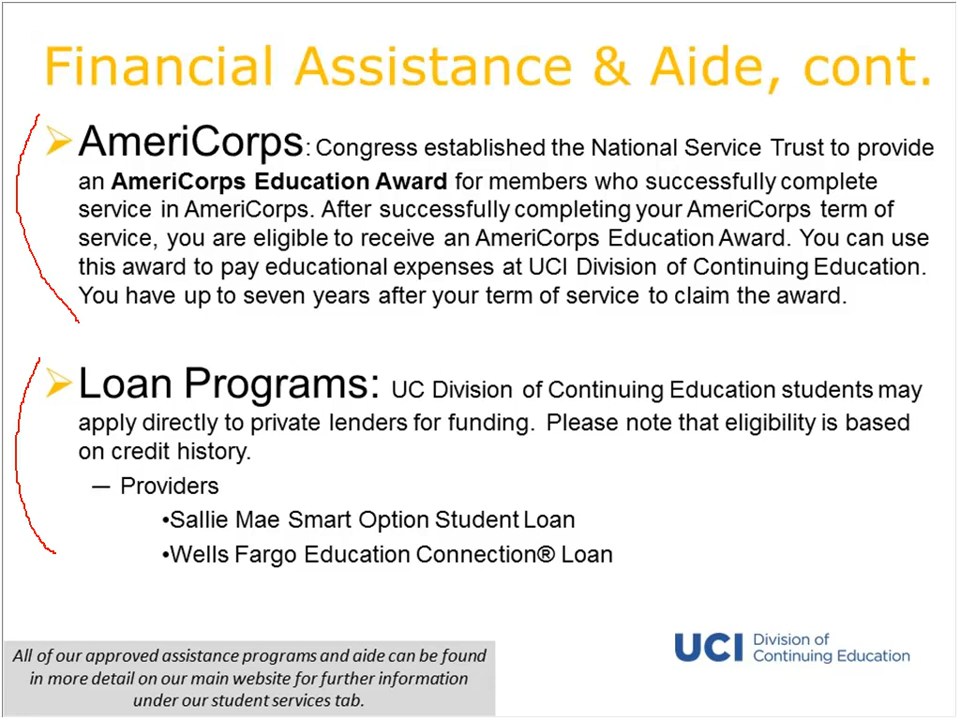 Financial Assistance & Aide, cont.
AmeriCorps: Congress established the National Service Trust to provide
an AmeriCorps Education Award for members who successfully complete
service in AmeriCorps. After successfully completing your AmeriCorps term of
service, you are eligible to receive an AmeriCorps Education Award. You can use
this award to pay educational expenses at UCI Division of Continuing Education.
You have up to seven years after your term of service to claim the award.
Loan Programs: UC Division of Continuing Education students may
apply directly to private lenders for funding. Please note that eligibility is based
on credit history.
— Providers
•Sallie Mae Smart Option Student Loan
•Wells Fargo Education Connection® Loan
All of our approved assistance programs and aide can be found
in more detail on our main website for further information
under our student services tab.
UCI Division of
Continuing Education